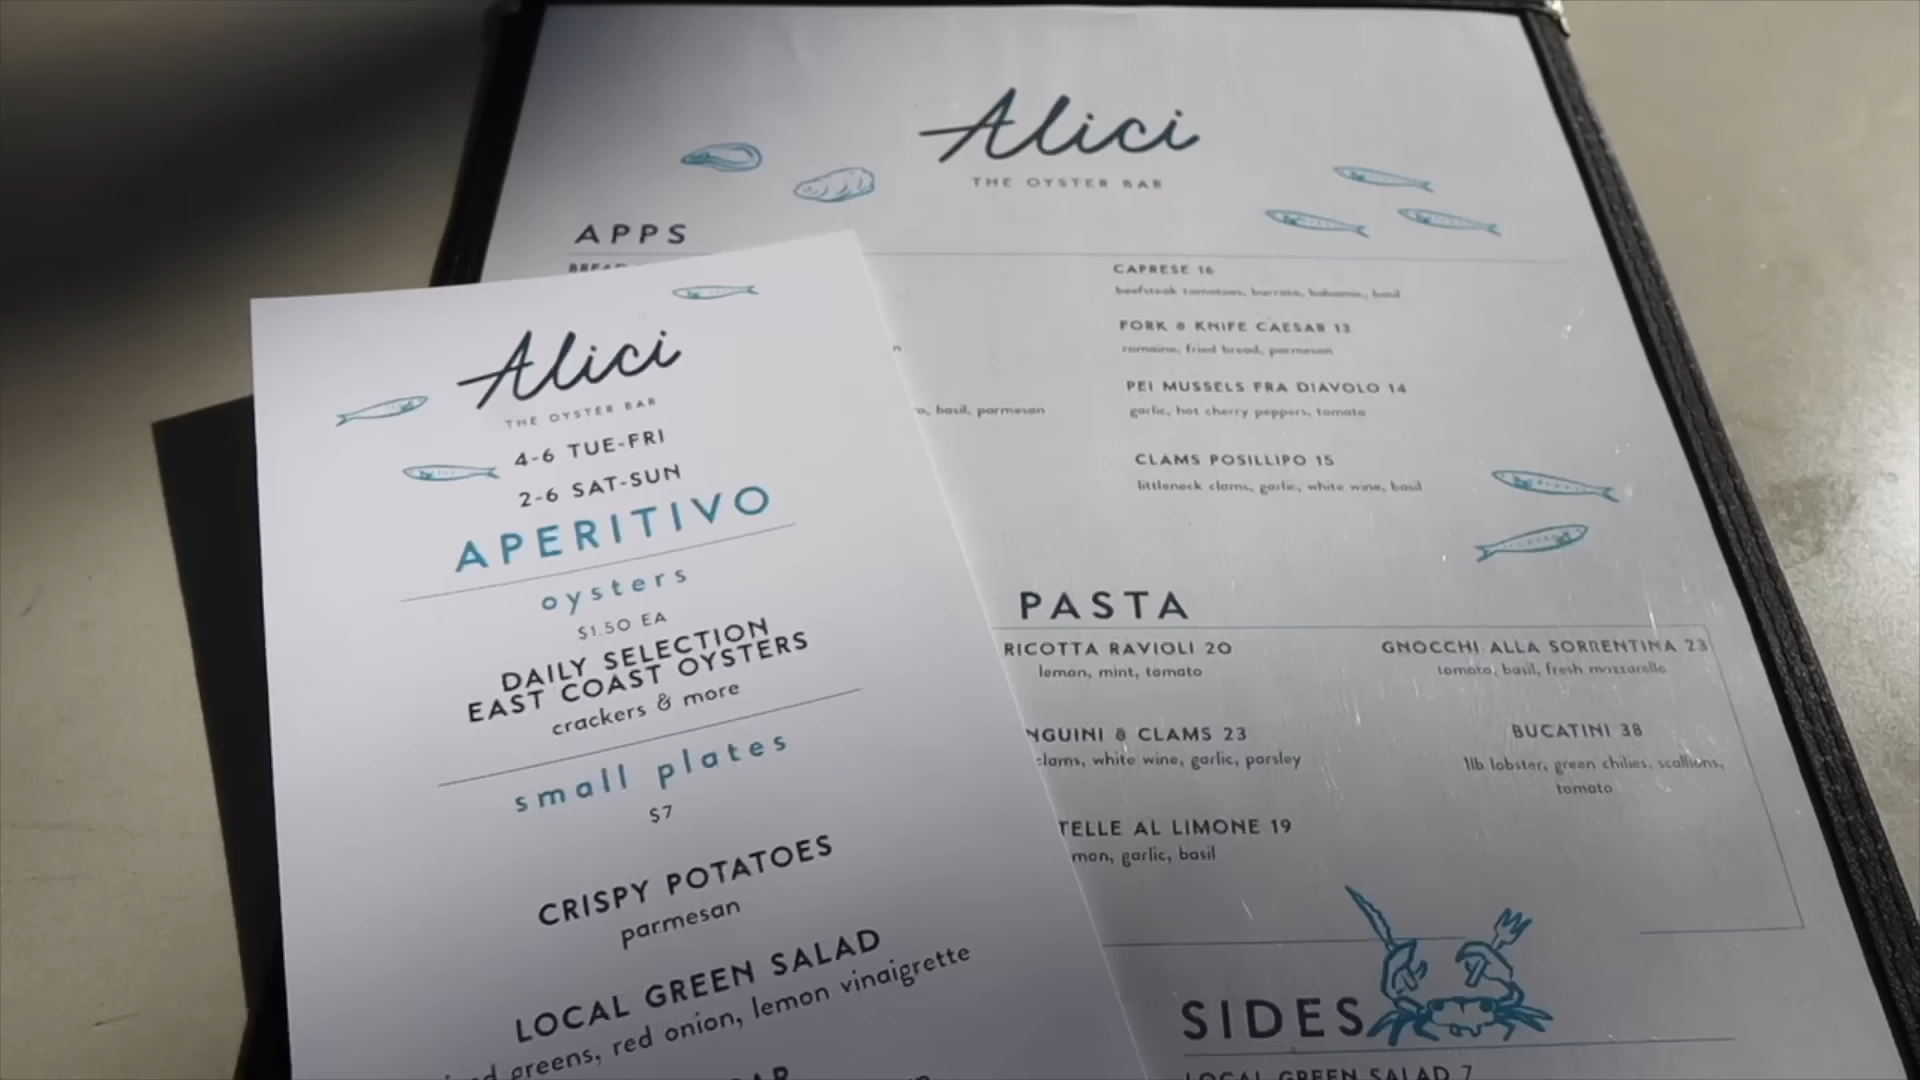 Alici
THE OYSTER BAR
4-6 TUE-FRI
2-6 SAT-SUN
APERITIVO
oysters
$1.50 EA
DAILY SELECTION
EAST COAST OYSTERS
crackers & more
small plates
$7
CRISPY POTATOES
parmesan
LOCAL GREEN SALAD
greens, red onion, lemon vinaigrette
Alici
THE OYSTER BAR
APPS
BREAD
basil, parmesan
CAPRESE 16
beefsteak tomatoes, burrata, balsamic, basil
FORK & KNIFE CAESAR 13
romaine, fried bread, parmesan
PEI MUSSELS FRA DIAVOLO 14
garlic, hot cherry peppers, tomato
CLAMS POSILLIPO 15
littleneck clams, garlic, white wine, basil
PASTA
RICOTTA RAVIOLI 20
lemon, mint, tomato
NGUINI & CLAMS 23
clams, white wine, garlic, parsley
TELLE AL LIMONE 19
mon, garlic, basil
GNOCCHI ALLA SORRENTINA 23
tomato, basil, fresh mozzarella
BUCATINI 38
1lb lobster, green chilies, scallions,
tomato
SIDES
LOCAL GREEN SALAD 7